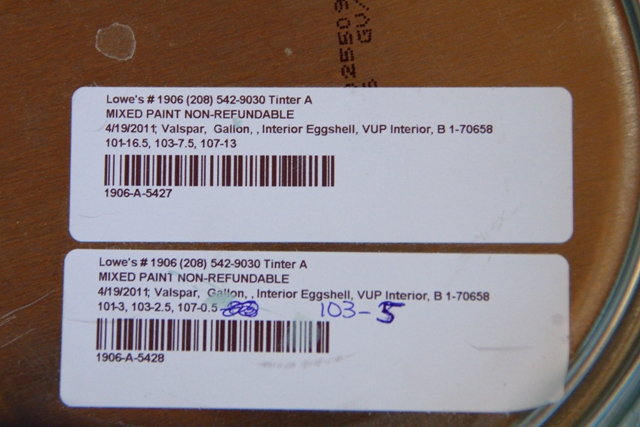 25509
GV/
Lowe's # 1906 (208) 542-9030 Tinter A
MIXED PAINT NON-REFUNDABLE
4/19/2011; Valspar, Gallon, , Interior Eggshell, VUP Interior, B 1-70658
101-16.5, 103-7.5, 107-13
1906-A-5427
Lowe's # 1906 (208) 542-9030 Tinter A
MIXED PAINT NON-REFUNDABLE
4/19/2011; Valspar, Gallon, , Interior Eggshell, VUP Interior, B 1-70658
101-3, 103-2.5, 107-0.5 103-5
1906-A-5428